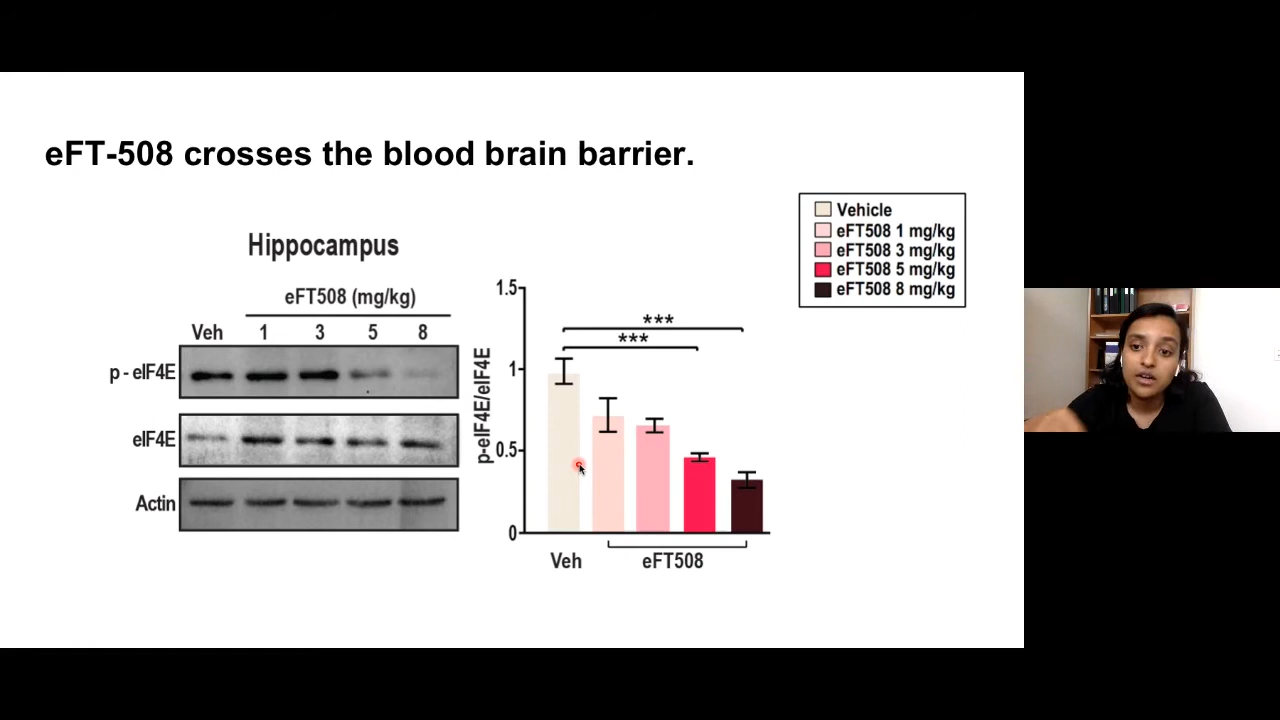 eFT-508 crosses the blood brain barrier.
Hippocampus
eFT508 (mg/kg)
Veh 1 3 5 8
p - eIF4E
eIF4E
Actin
p-eIF4E/eIF4E
1.5
1
0.5
0
***
***
Veh
eFT508
Vehicle
eFT508 1 mg/kg
eFT508 3 mg/kg
eFT508 5 mg/kg
eFT508 8 mg/kg